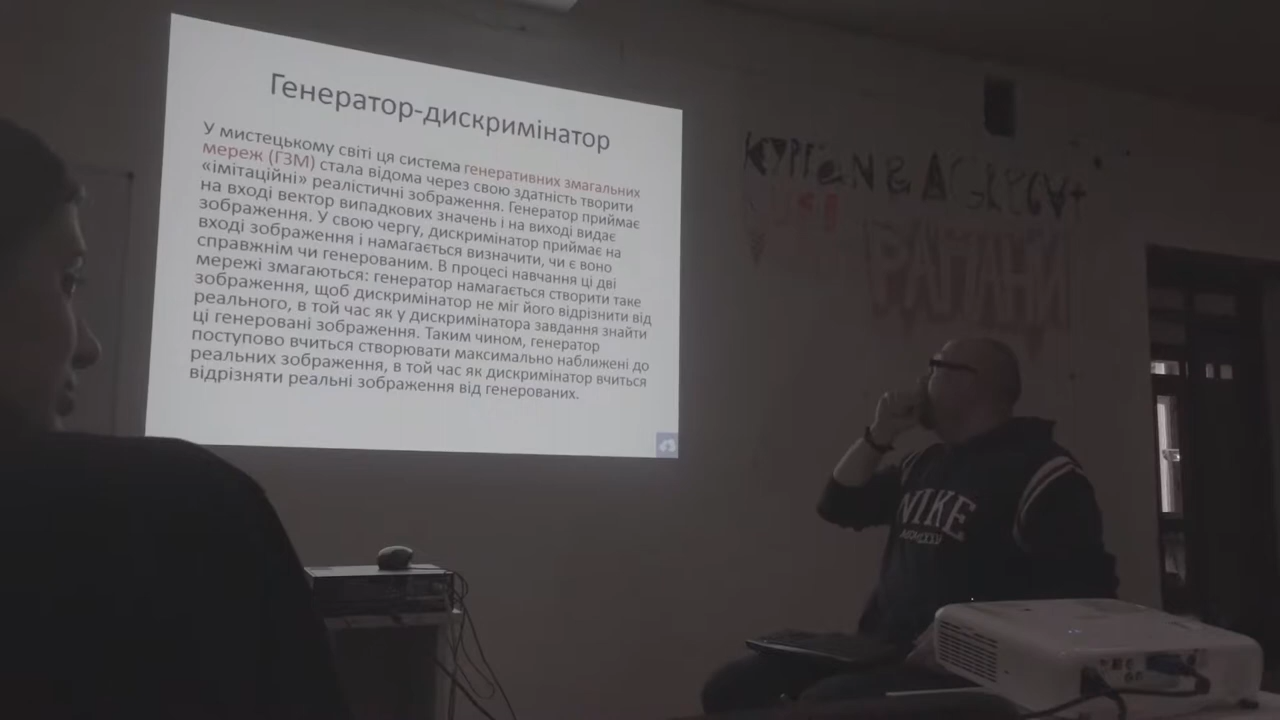 Генератор-дискримінатор
У мистецькому світі ця система генеративних змагальних
мереж (ГЗМ) стала відома через свою здатність творити
«імітаційні» реалістичні зображення. Генератор приймає
на вході вектор випадкових значень і на виході видає
зображення. У свою чергу, дискримінатор приймає на
вході зображення і намагається визначити, чи є воно
справжнім чи генерованим. В процесі навчання ці дві
мережі змагаються: генератор намагається створити таке
зображення, щоб дискримінатор не міг його відрізнити від
реального, в той час як у дискримінатора завдання знайти
ці генеровані зображення. Таким чином, генератор
поступово вчиться створювати максимально наближені до
реальних зображення, в той час як дискримінатор вчиться
відрізняти реальні зображення від генерованих.
&
РАПАНИ
NIKE